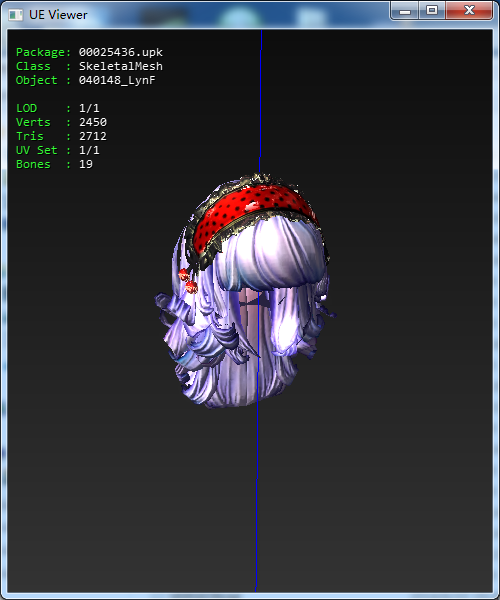 UE Viewer
Package: 00025436.upk
Class : SkeletalMesh
Object : 040148_LynF
LOD : 1/1
Verts : 2450
Tris : 2712
UV Set : 1/1
Bones : 19